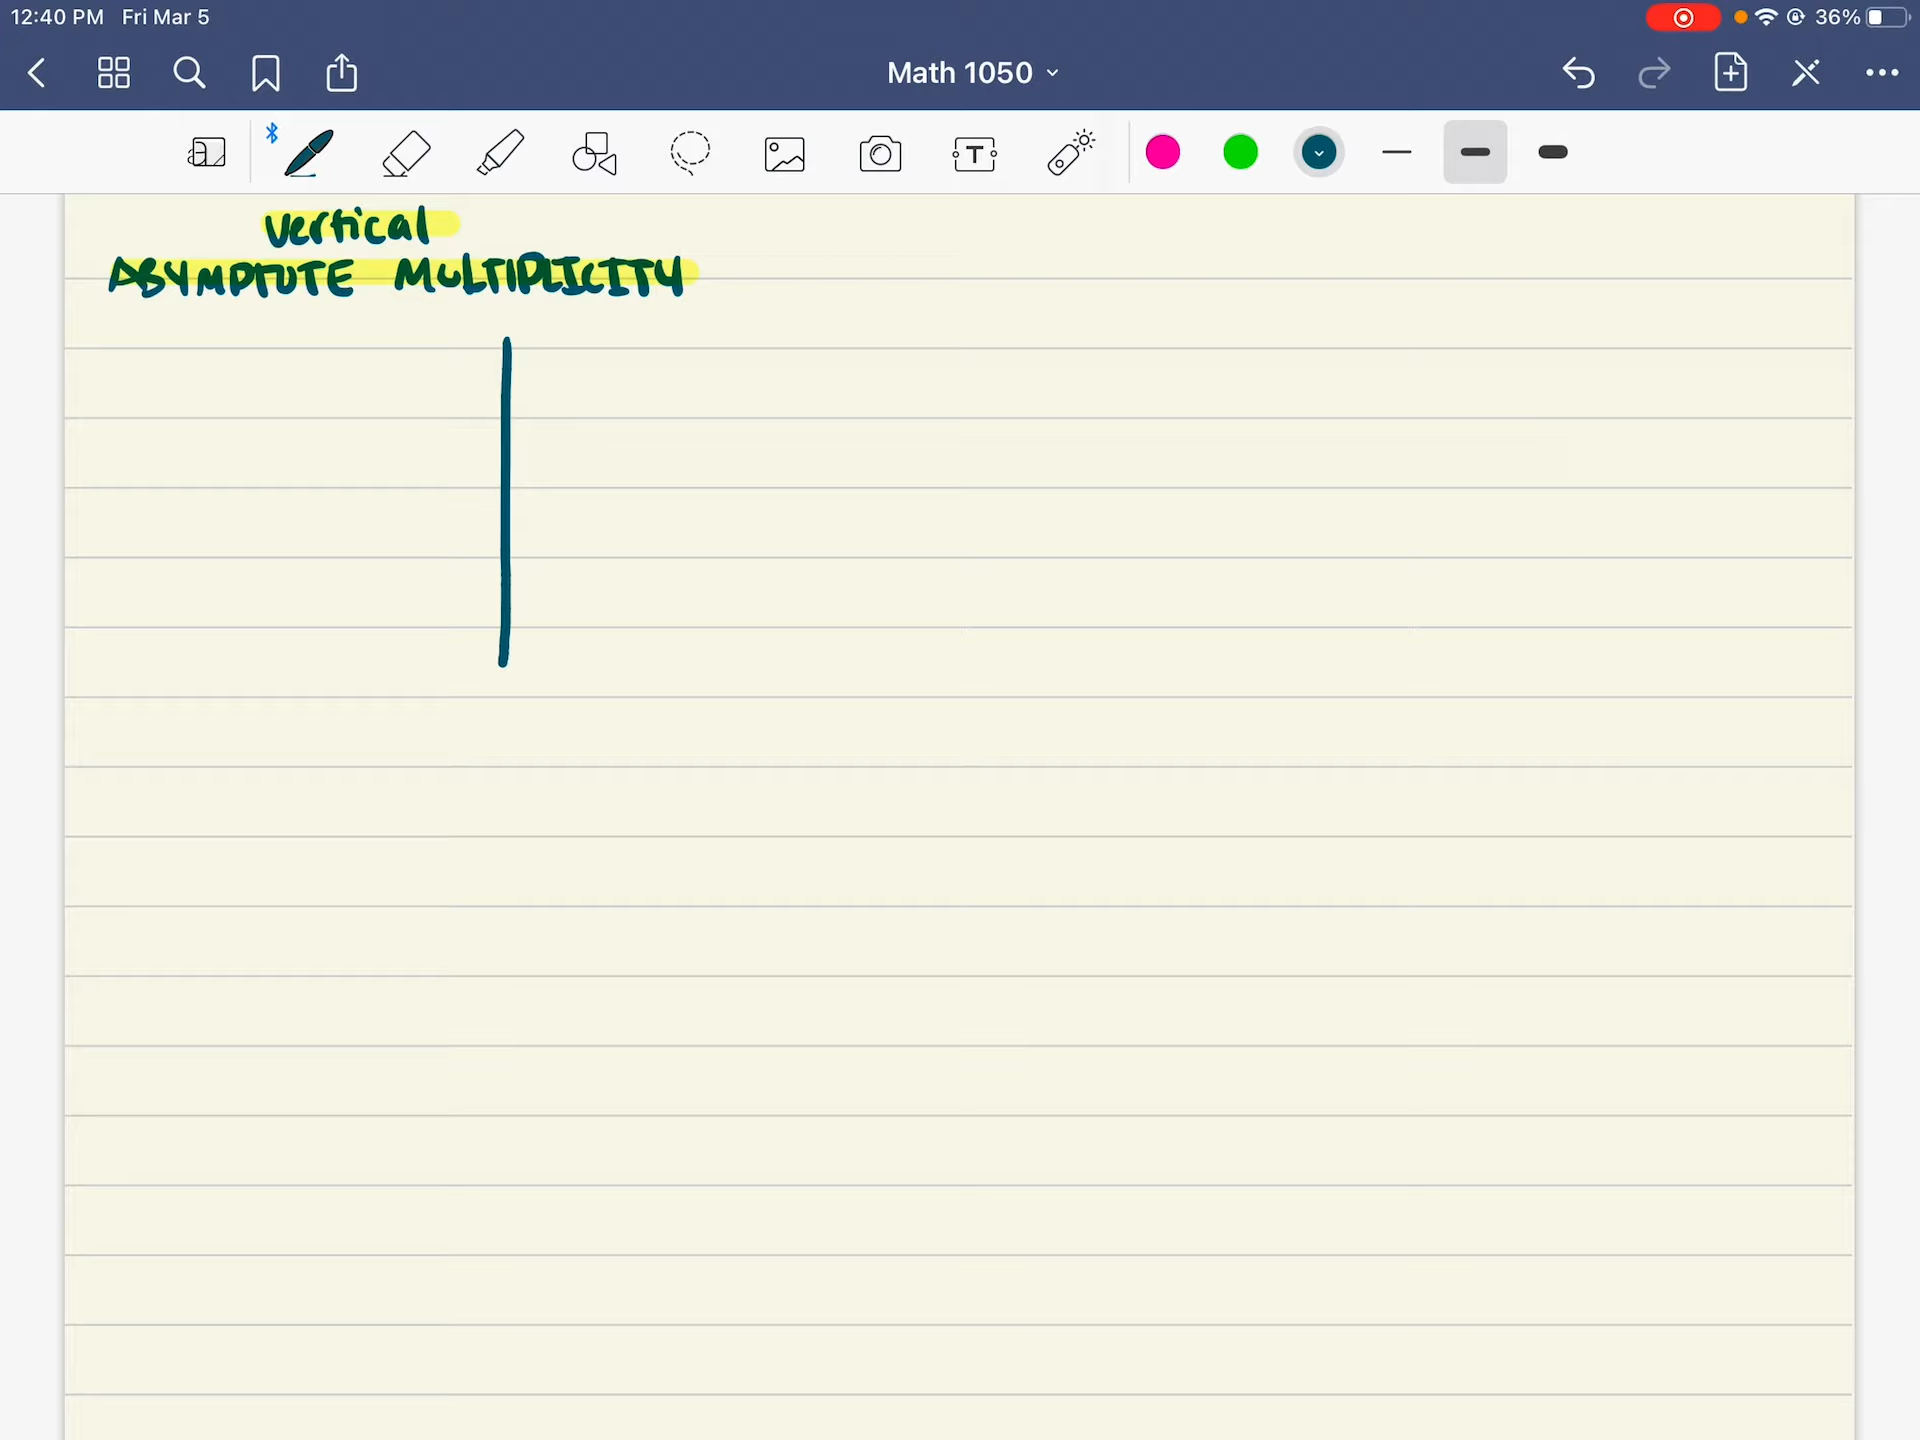 12:40 PM Fri Mar 5 36%
Math 1050
T
Vertical
ASYMPTOTE MULTIPLICITY